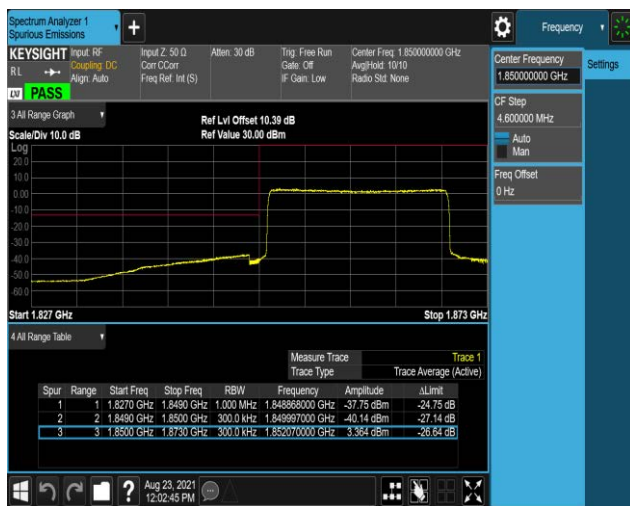 Spectrum Analyzer 1
Spurious Emissions
Frequency
KEYSIGHT
Input: RF
Input Z: 50 Ω
Atten: 30 dB
Trig: Free Run
Center Freq: 1.850000000 GHz
RL
Coupling: DC
Corr CCorr
Gate: Off
Avg|Hold: 10/10
Align: Auto
Freq Ref: Int (S)
IF Gain: Low
Radio Std: None
LXI
PASS
Center Frequency
1.850000000 GHz
Settings
CF Step
4.600000 MHz
Auto
Man
Freq Offset
0 Hz
3 All Range Graph
Ref Lvl Offset 10.39 dB
Scale/Div 10.0 dB
Ref Value 30.00 dBm
Log
20.0
10.0
0.00
-10.0
-20.0
-30.0
-40.0
-50.0
-60.0
Start 1.827 GHz
Stop 1.873 GHz
4 All Range Table
Measure Trace Trace 1
Trace Type Trace Average (Active)
Spur Range Start Freq Stop Freq RBW Frequency Amplitude ΔLimit
1 1 1.8270 GHz 1.8490 GHz 1.000 MHz 1.848868000 GHz -37.75 dBm -24.75 dB
2 2 1.8490 GHz 1.8500 GHz 300.0 kHz 1.849997000 GHz -40.14 dBm -27.14 dB
3 3 1.8500 GHz 1.8730 GHz 300.0 kHz 1.852070000 GHz 3.364 dBm -26.64 dB
?
Aug 23, 2021
12:02:45 PM